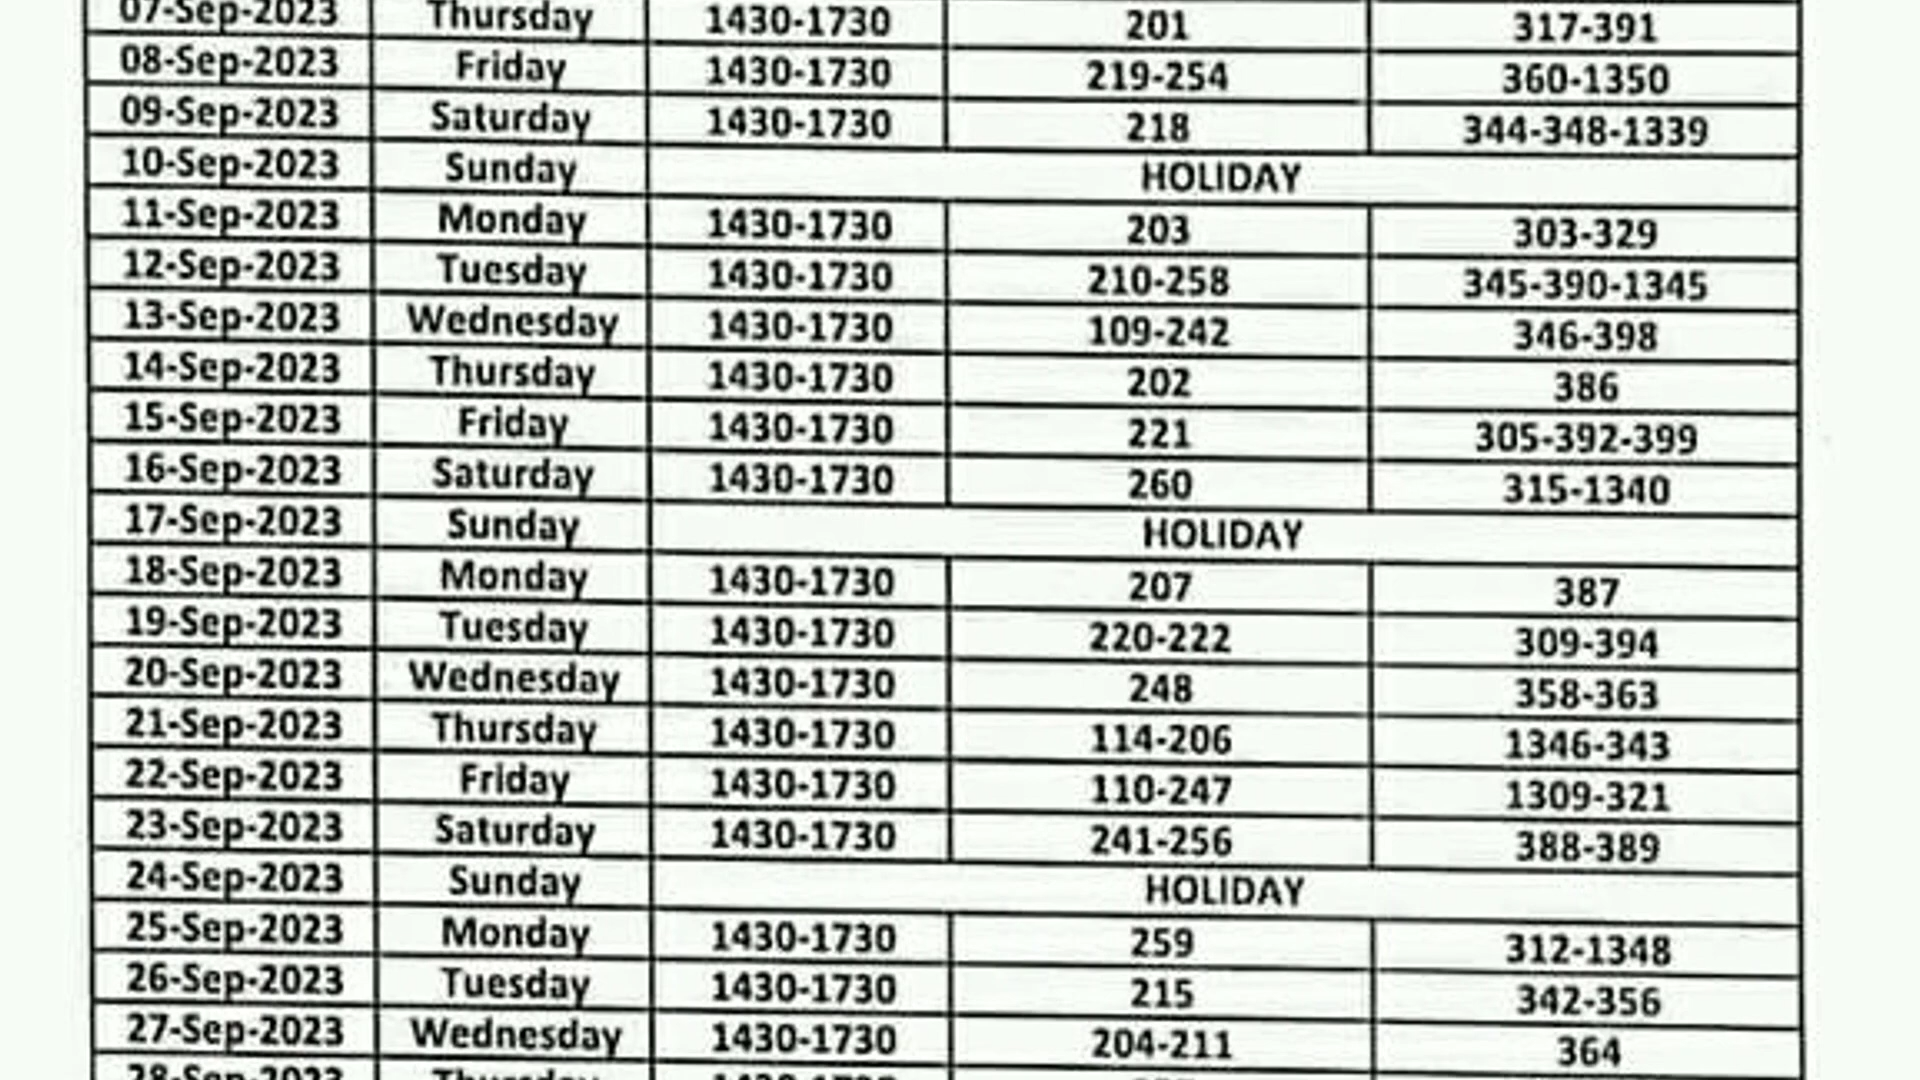 07-Sep-2023 Thursday 1430-1730 201 317-391
08-Sep-2023 Friday 1430-1730 219-254 360-1350
09-Sep-2023 Saturday 1430-1730 218 344-348-1339
10-Sep-2023 Sunday HOLIDAY
11-Sep-2023 Monday 1430-1730 203 303-329
12-Sep-2023 Tuesday 1430-1730 210-258 345-390-1345
13-Sep-2023 Wednesday 1430-1730 109-242 346-398
14-Sep-2023 Thursday 1430-1730 202 386
15-Sep-2023 Friday 1430-1730 221 305-392-399
16-Sep-2023 Saturday 1430-1730 260 315-1340
17-Sep-2023 Sunday HOLIDAY
18-Sep-2023 Monday 1430-1730 207 387
19-Sep-2023 Tuesday 1430-1730 220-222 309-394
20-Sep-2023 Wednesday 1430-1730 248 358-363
21-Sep-2023 Thursday 1430-1730 114-206 1346-343
22-Sep-2023 Friday 1430-1730 110-247 1309-321
23-Sep-2023 Saturday 1430-1730 241-256 388-389
24-Sep-2023 Sunday HOLIDAY
25-Sep-2023 Monday 1430-1730 259 312-1348
26-Sep-2023 Tuesday 1430-1730 215 342-356
27-Sep-2023 Wednesday 1430-1730 204-211 364
28-Sep-2023 Thursday 1430-1730